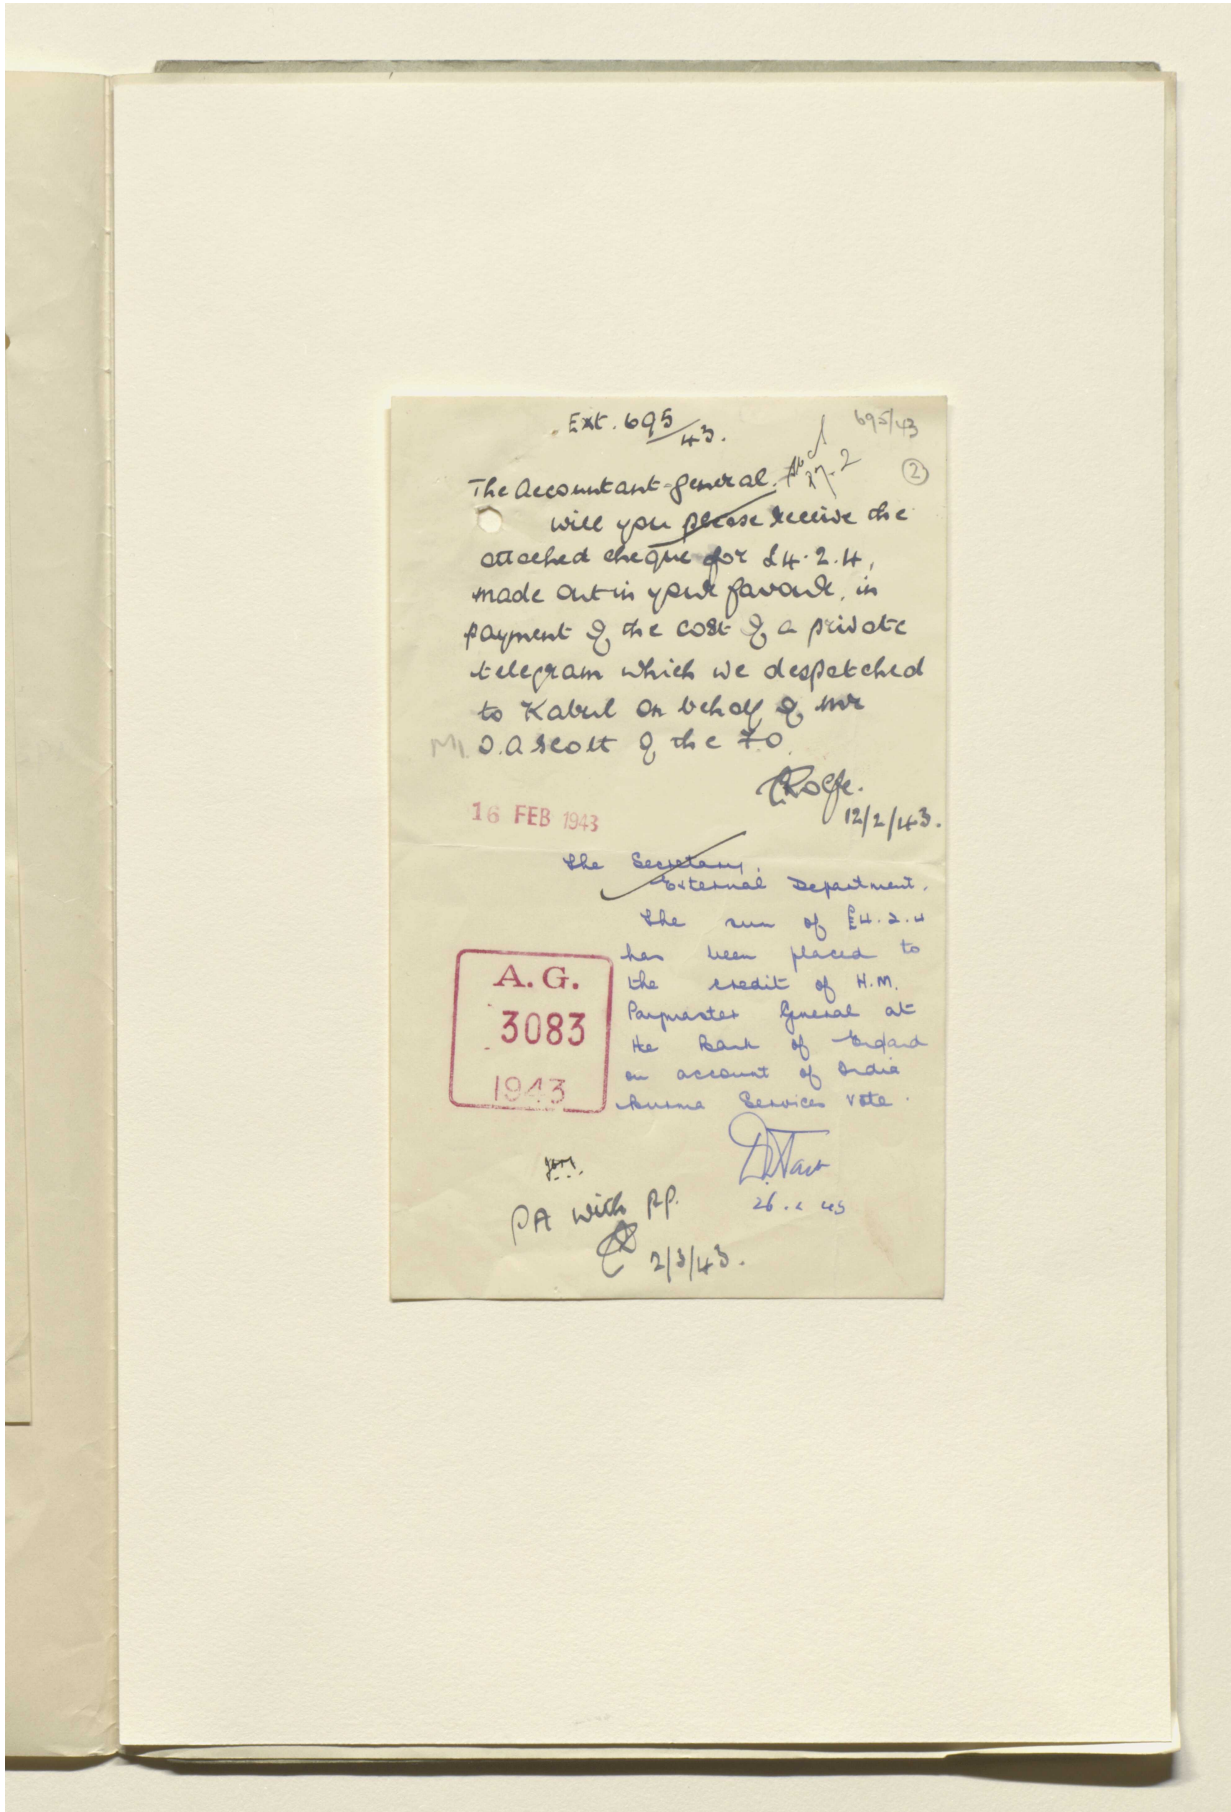 Ext. 695/43.
695/43
27.2
2
The Accountant-General.
Will you please receive the
attached cheque for £4.2.4,
made out in your favour, in
payment of the cost of a private
telegram which we despatched
to Kabul on behalf of Mr
D.A Scott of the F.O.
Rolfe.
12/2/43.
16 FEB 1943
The Secretary,
External Department.
The sum of £4.2.4
has been placed to
the credit of H.M.
Paymaster General at
the Bank of England
on account of India
Burma Services Vote.
A.G.
3083
1943
26.2 43
PA with pp.
2/3/43.